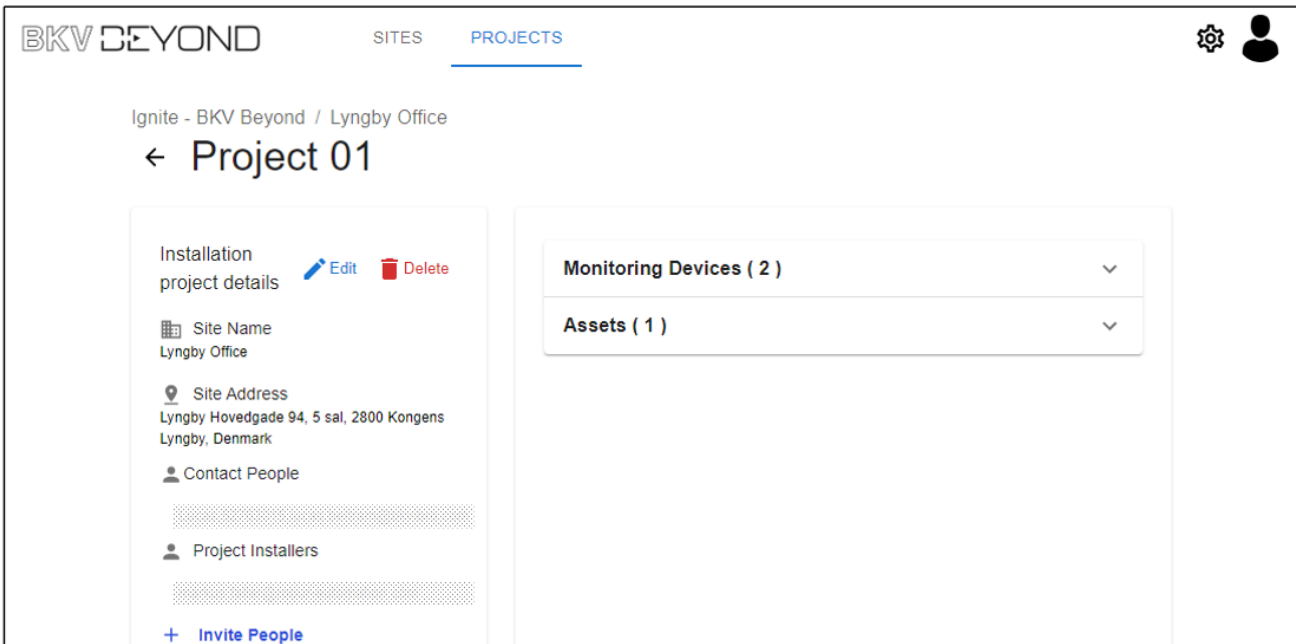 BKV BEYOND
SITES
PROJECTS
Ignite - BKV Beyond / Lyngby Office
Project 01
Installation
project details
Edit
Delete
Site Name
Lyngby Office
Site Address
Lyngby Hovedgade 94, 5 sal, 2800 Kongens
Lyngby, Denmark
Contact People
Project Installers
+ Invite People
Monitoring Devices ( 2 )
Assets ( 1 )